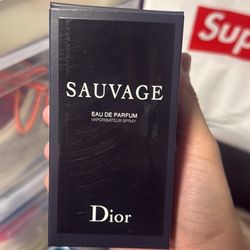 Sup
SAUVAGE
EAU DE PARFUM
VAPORISATEUR SPRAY
Dior